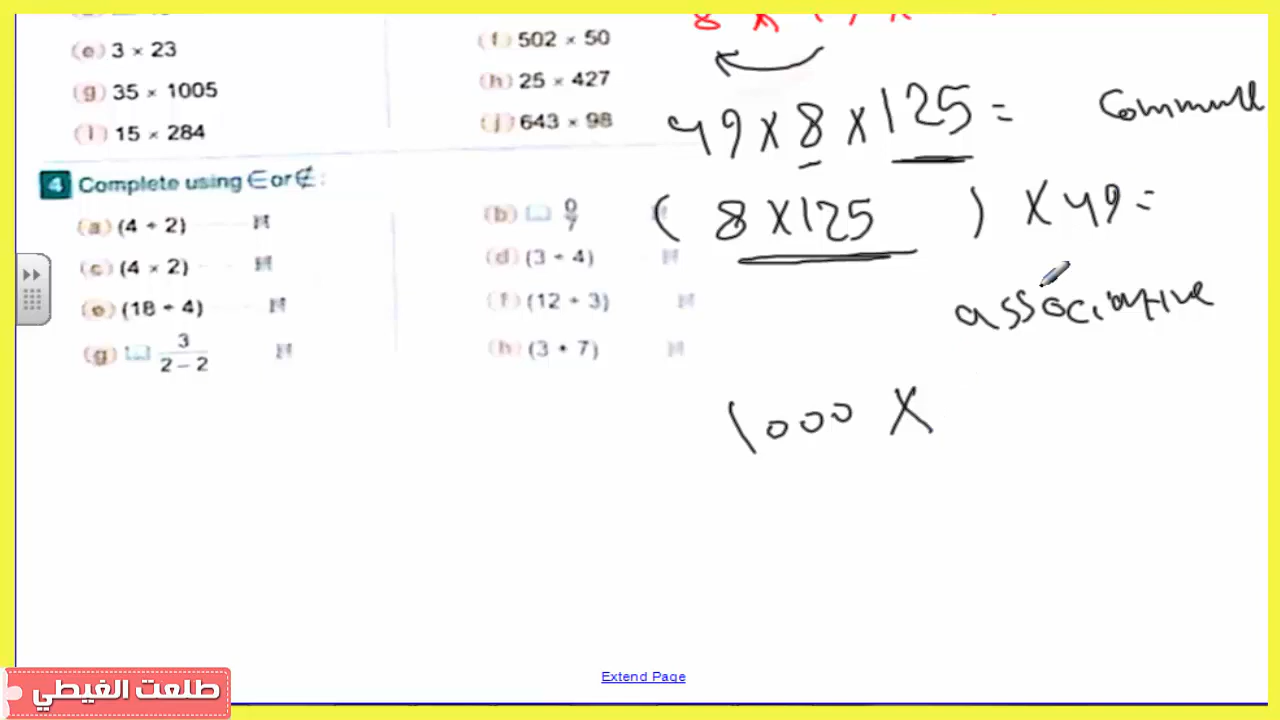 (e) 3 × 23
(f) 502 × 50
(g) 35 × 1005
(h) 25 × 427
(i) 15 × 284
(j) 643 × 98
4 Complete using ∈ or ∉ :
(a) (4 ÷ 2) ...... ℕ
(b) 0/7 ℕ
(c) (4 × 2) ...... ℕ
(d) (3 ÷ 4) ℕ
(e) (18 ÷ 4) ...... ℕ
(f) (12 ÷ 3) ℕ
(g) 3/(2 – 2) ℕ
(h) (3 + 7) ℕ
49 × 8 × 125 =
( 8 × 125 ) × 49 =
associative
1000 ×
Extend Page
طلعت الغيطي